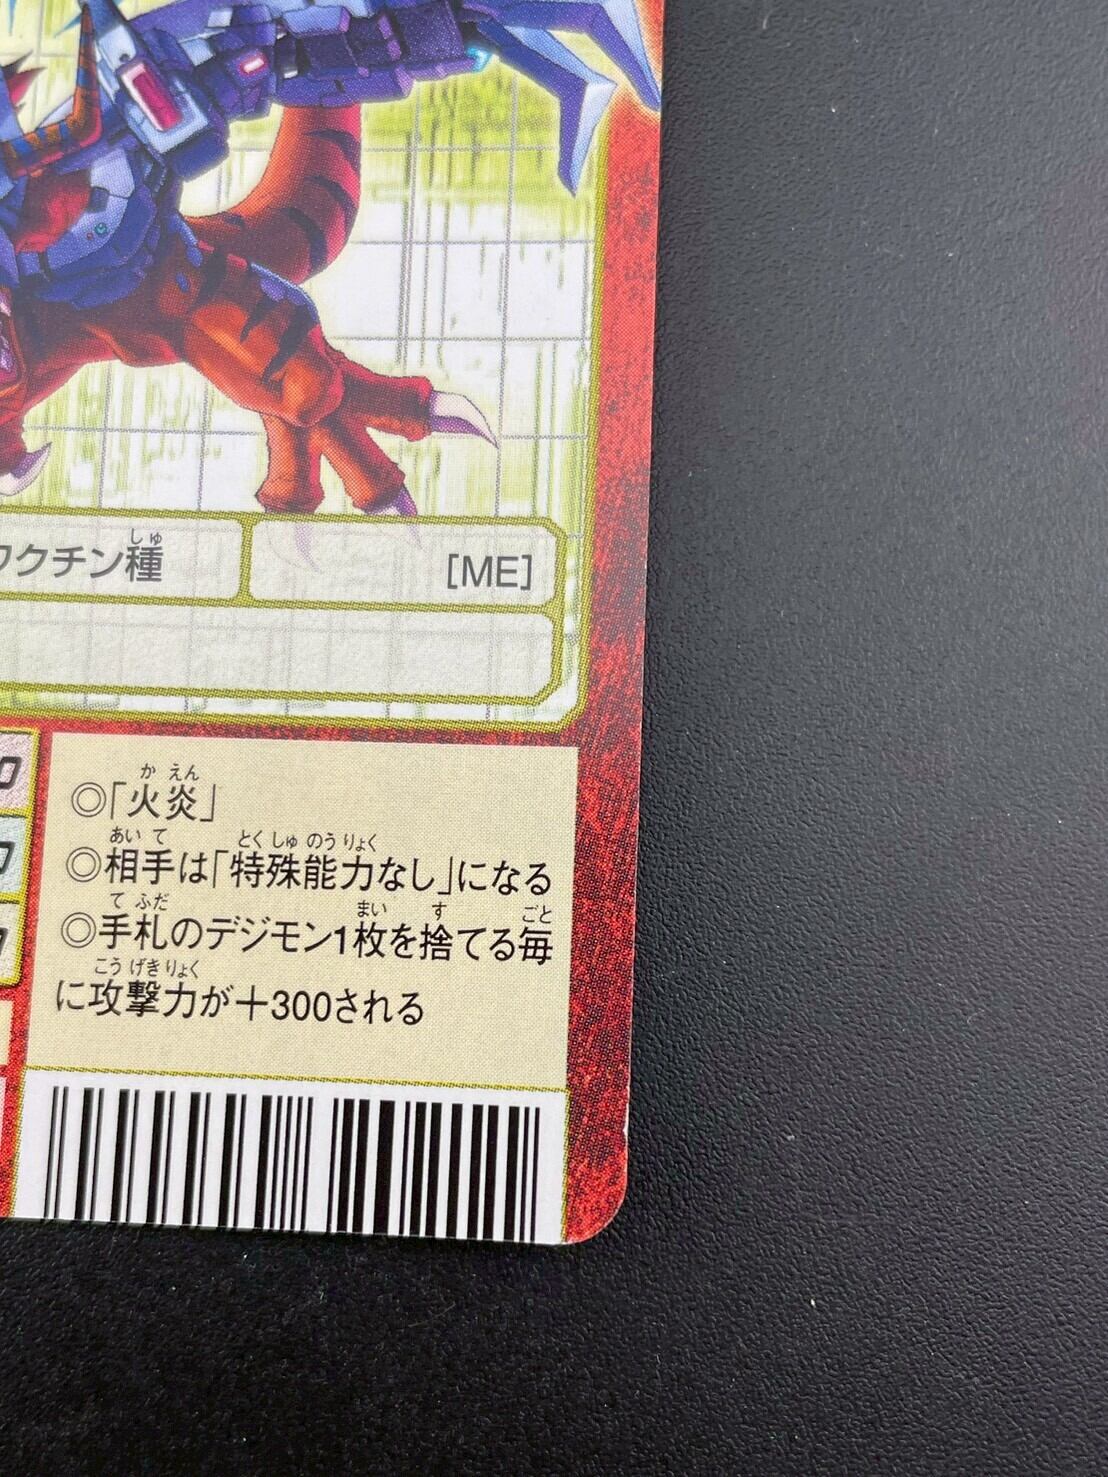 クチン種
[ME]
◎「火炎」
◎相手は「特殊能力なし」になる
◎手札のデジモン1枚を捨てる毎
に攻撃力が＋300される